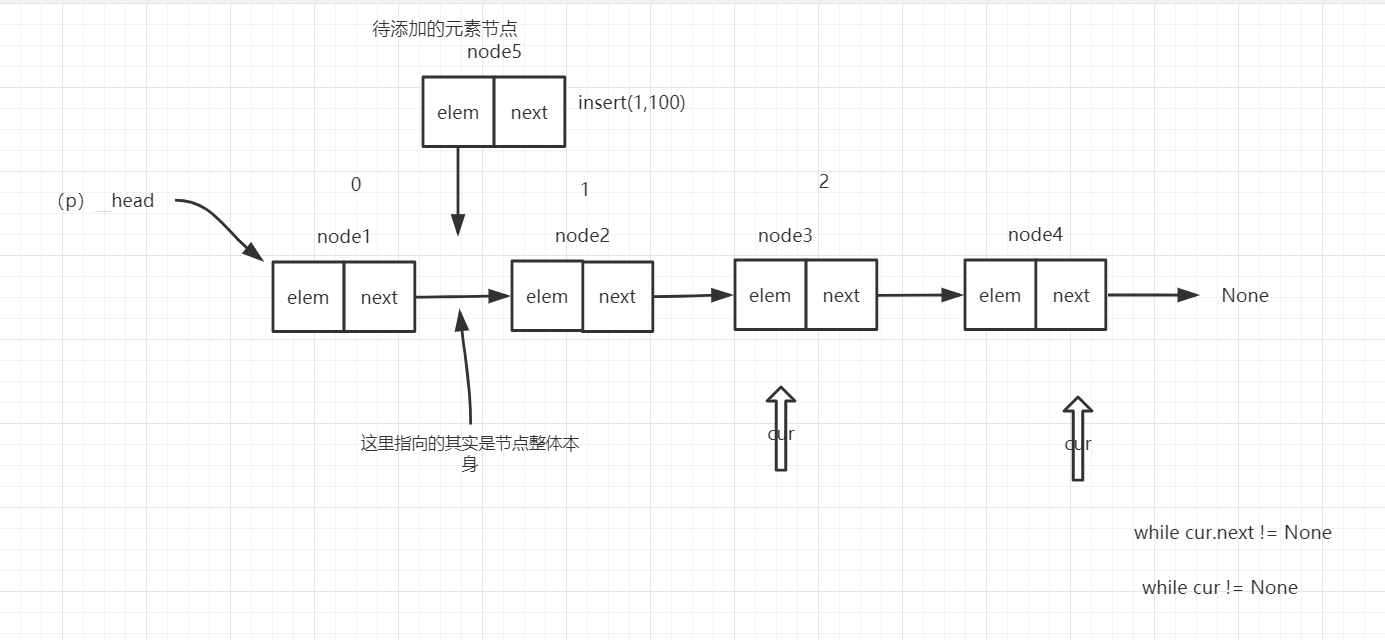 待添加的元素节点
node5
elem next
insert(1,100)
0
1
2
（p）__head
node1
node2
node3
node4
elem next
elem next
elem next
elem next
None
这里指向的其实是节点整体本
身
cur
cur
while cur.next != None
while cur != None